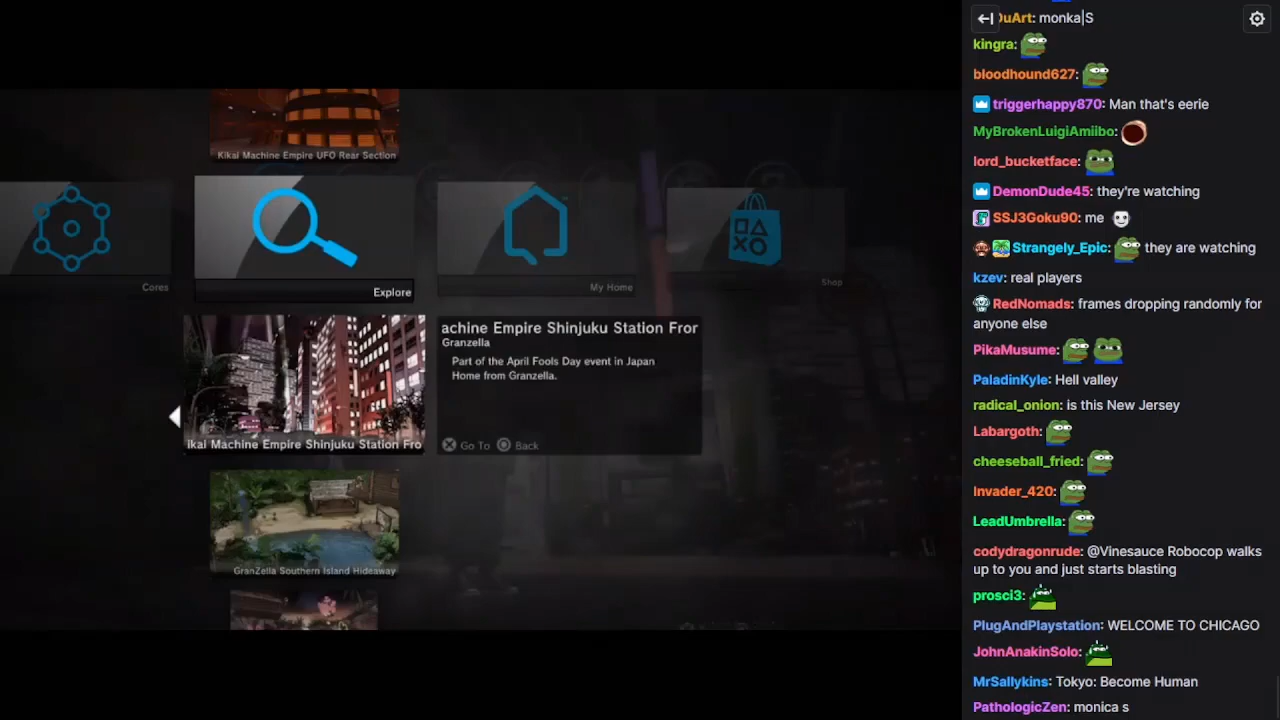 Kikai Machine Empire UFO Rear Section
Cores
Explore
My Home
Shop
ikai Machine Empire Shinjuku Station Fro
achine Empire Shinjuku Station Fror
Granzella
Part of the April Fools Day event in Japan
Home from Granzella.
Go To Back
GranZella Southern Island Hideaway
OuArt: monka|S
kingra:
bloodhound627:
triggerhappy870: Man that's eerie
MyBrokenLuigiAmiibo:
lord_bucketface:
DemonDude45: they're watching
SSJ3Goku90: me
Strangely_Epic: they are watching
kzev: real players
RedNomads: frames dropping randomly for
anyone else
PikaMusume:
PaladinKyle: Hell valley
radical_onion: is this New Jersey
Labargoth:
cheeseball_fried:
Invader_420:
LeadUmbrella:
codydragonrude: @Vinesauce Robocop walks
up to you and just starts blasting
prosci3:
PlugAndPlaystation: WELCOME TO CHICAGO
JohnAnakinSolo:
MrSallykins: Tokyo: Become Human
PathologicZen: monica s